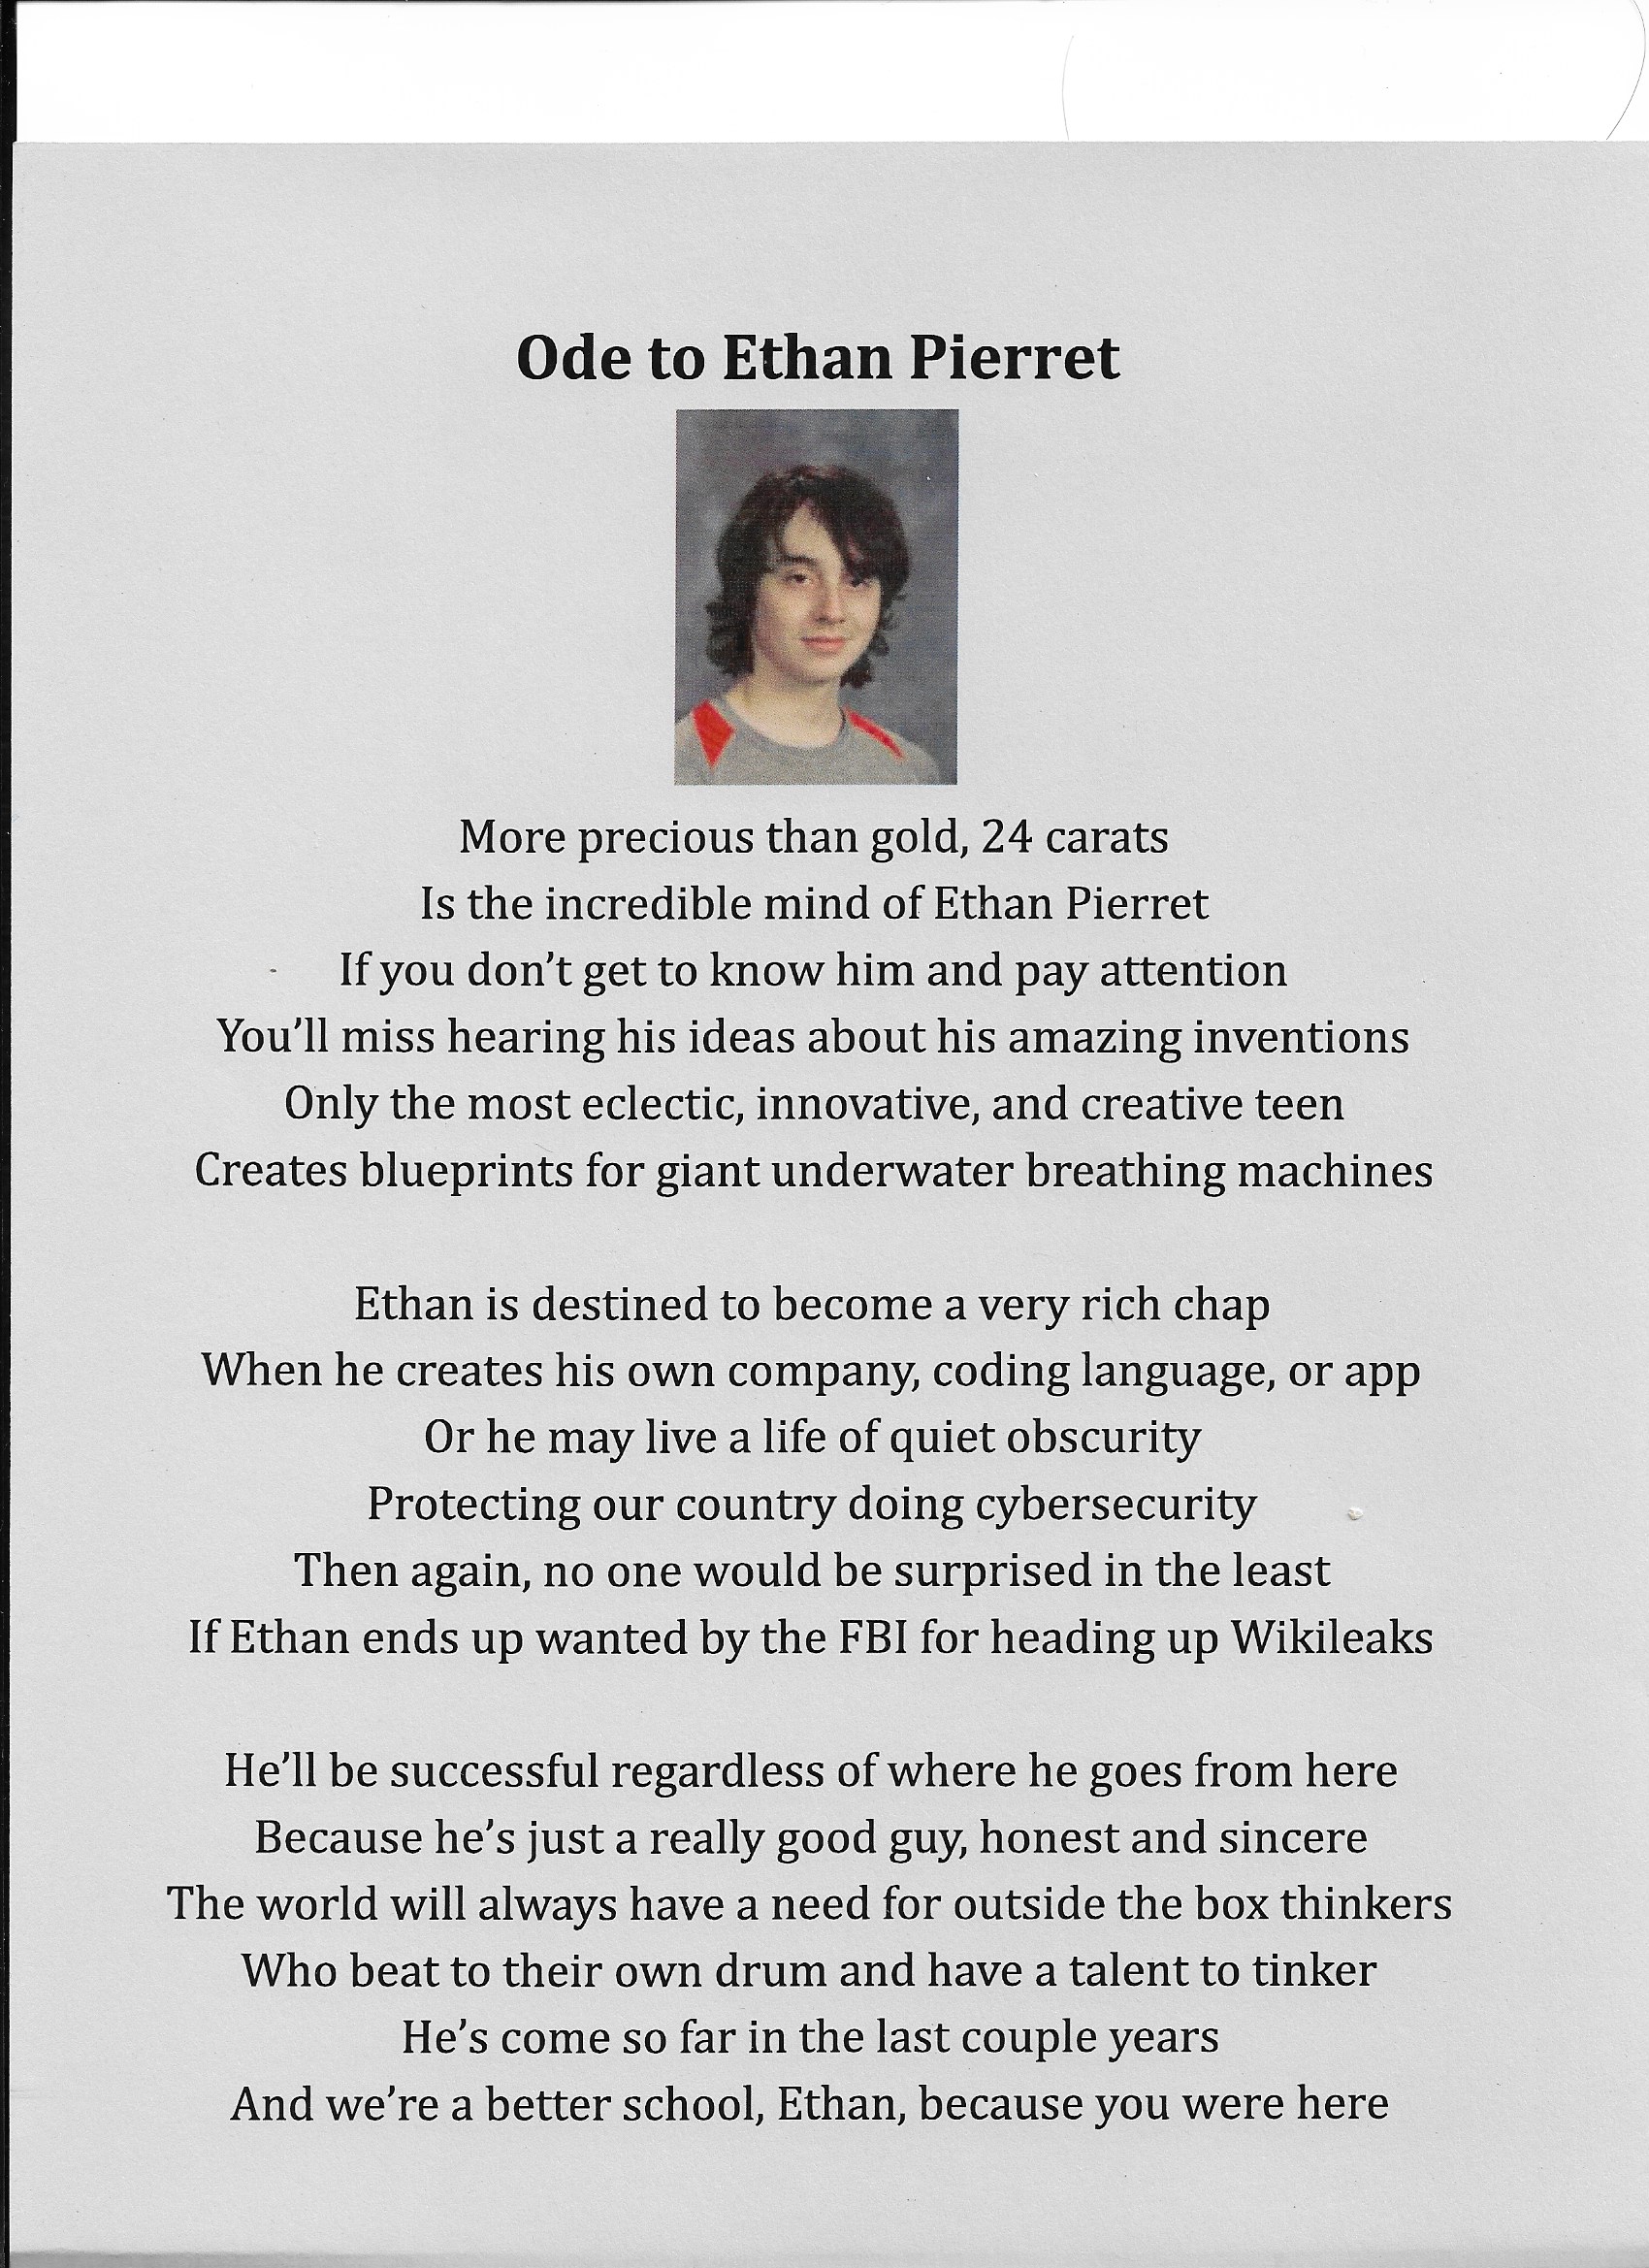 Ode to Ethan Pierret
More precious than gold, 24 carats
Is the incredible mind of Ethan Pierret
If you don’t get to know him and pay attention
You’ll miss hearing his ideas about his amazing inventions
Only the most eclectic, innovative, and creative teen
Creates blueprints for giant underwater breathing machines
Ethan is destined to become a very rich chap
When he creates his own company, coding language, or app
Or he may live a life of quiet obscurity
Protecting our country doing cybersecurity
Then again, no one would be surprised in the least
If Ethan ends up wanted by the FBI for heading up Wikileaks
He’ll be successful regardless of where he goes from here
Because he’s just a really good guy, honest and sincere
The world will always have a need for outside the box thinkers
Who beat to their own drum and have a talent to tinker
He’s come so far in the last couple years
And we’re a better school, Ethan, because you were here